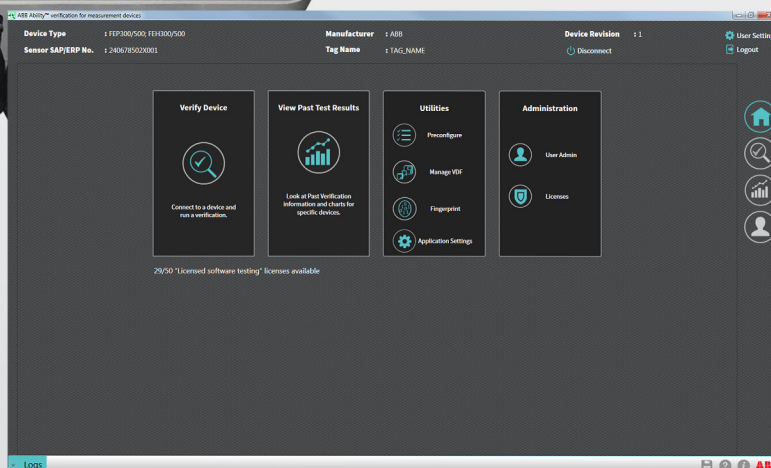 ABB Ability™ verification for measurement devices
Device Type : FEP300/500; FEH300/500 Manufacturer : ABB Device Revision : 1 User Setting
Sensor SAP/ERP No. : 240678502X001 Tag Name : TAG_NAME Disconnect Logout
Verify Device
Connect to a device and
run a verification.
View Past Test Results
Look at Past Verification
information and charts for
specific devices.
Utilities
Preconfigure
Manage VDF
Fingerprint
Application Settings
Administration
User Admin
Licenses
29/50 "Licensed software testing" licenses available
Logs